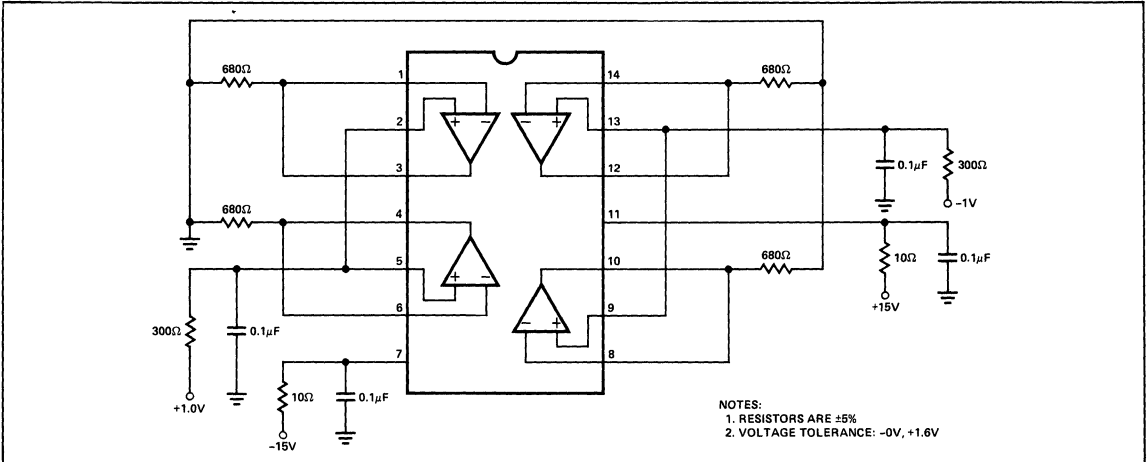 680Ω
1
14
680Ω
+
−
−
+
2
13
0.1μF
300Ω
3
12
−1V
680Ω
4
11
680Ω
10Ω
0.1μF
5
+
−
10
+15V
300Ω
0.1μF
6
−
+
9
7
8
10Ω
0.1μF
+1.0V
−15V
NOTES:
1. RESISTORS ARE ±5%
2. VOLTAGE TOLERANCE: −0V, +1.6V